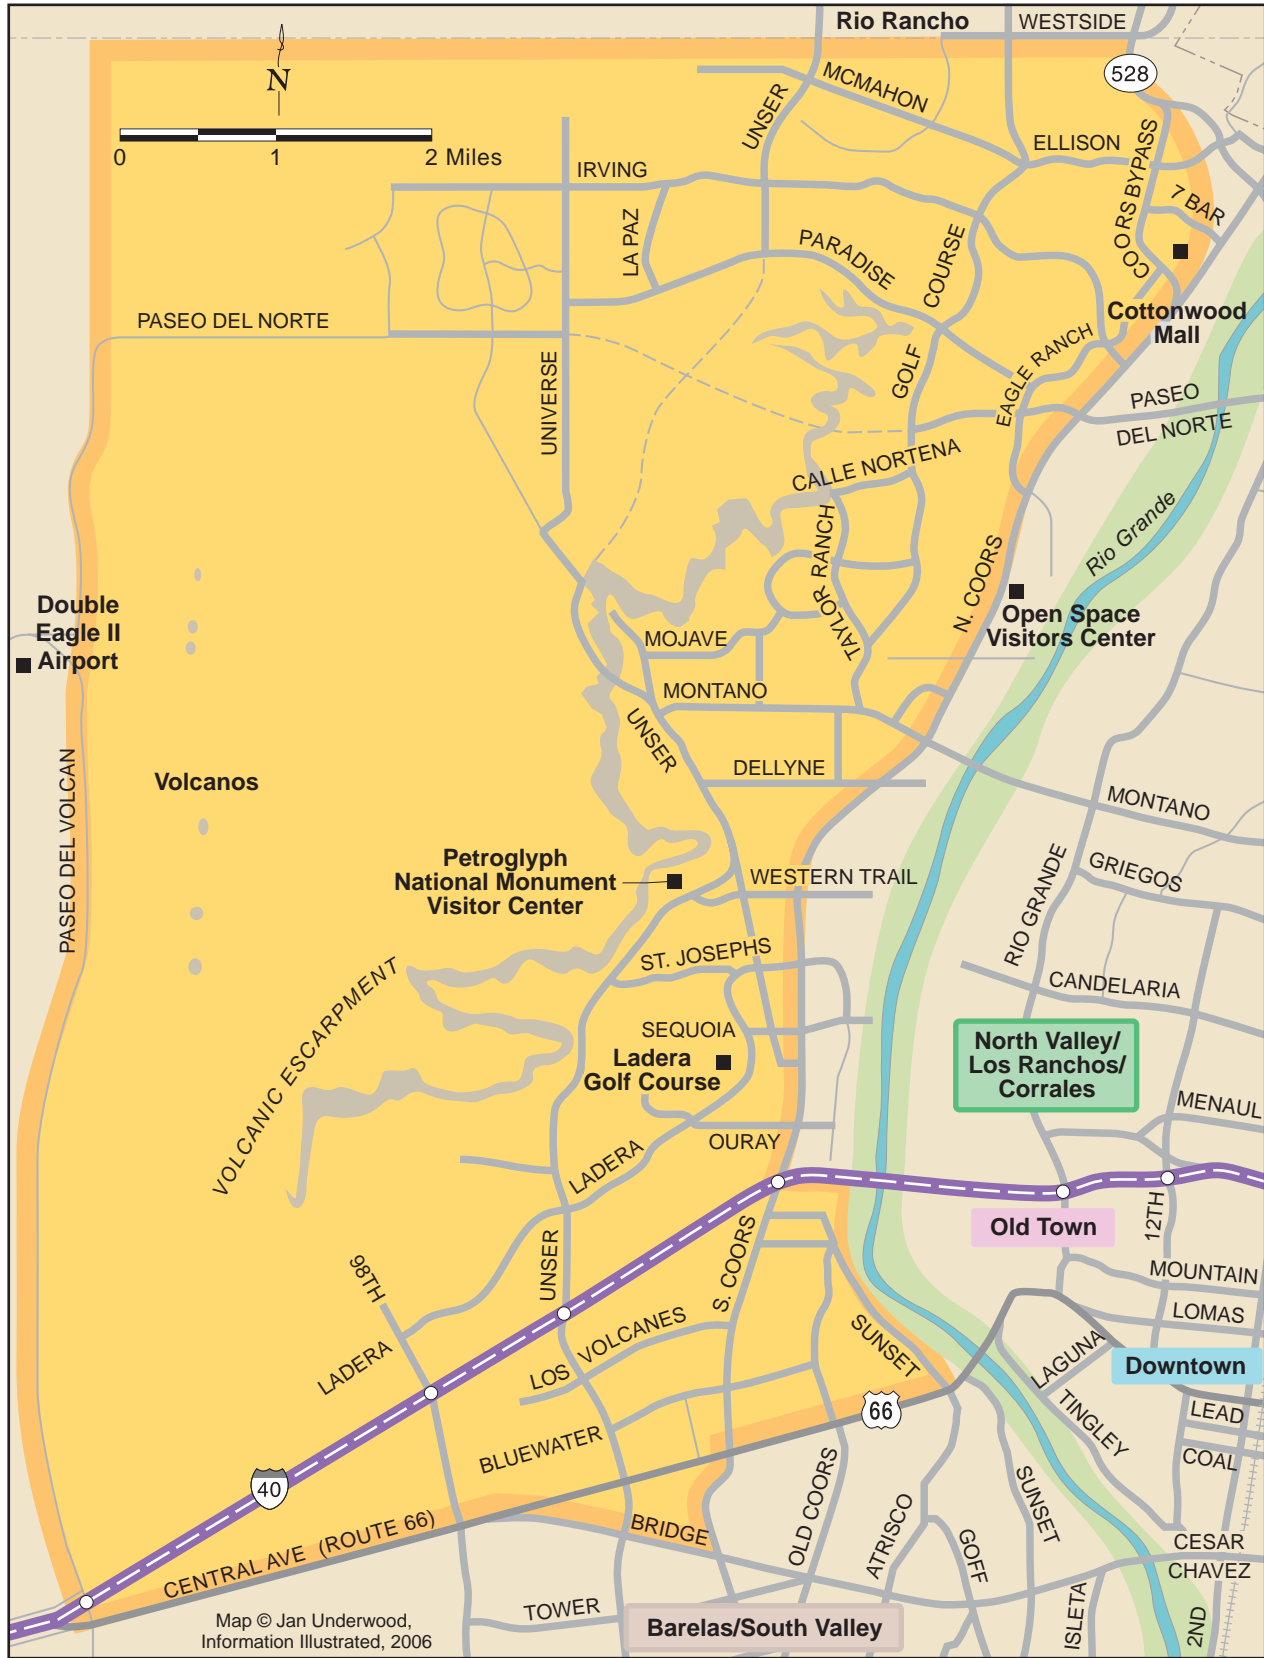 Rio Rancho
WESTSIDE
528
N
MCMAHON
UNSER
ELLISON
COORS BYPASS
7 BAR
0 1 2 Miles
IRVING
LA PAZ
PARADISE
COURSE
GOLF
Cottonwood
Mall
PASEO DEL NORTE
UNIVERSE
EAGLE RANCH
PASEO
DEL NORTE
CALLE NORTENA
TAYLOR RANCH
Rio Grande
N. COORS
Double
Eagle II
Airport
Open Space
Visitors Center
MOJAVE
MONTANO
UNSER
DELLYNE
PASEO DEL VOLCAN
Volcanos
MONTANO
Petroglyph
National Monument
Visitor Center
WESTERN TRAIL
RIO GRANDE
GRIEGOS
ST. JOSEPHS
CANDELARIA
VOLCANIC ESCARPMENT
SEQUOIA
Ladera
Golf Course
North Valley/
Los Ranchos/
Corrales
MENAUL
OURAY
LADERA
Old Town
12TH
UNSER
S. COORS
98TH
MOUNTAIN
LOMAS
LOS VOLCANES
SUNSET
LADERA
LAGUNA
Downtown
66
TINGLEY
LEAD
COAL
BLUEWATER
40
OLD COORS
ATRISCO
SUNSET
GOFF
CENTRAL AVE (ROUTE 66)
BRIDGE
CESAR
CHAVEZ
TOWER
ISLETA
2ND
Barelas/South Valley
Map © Jan Underwood,
Information Illustrated, 2006